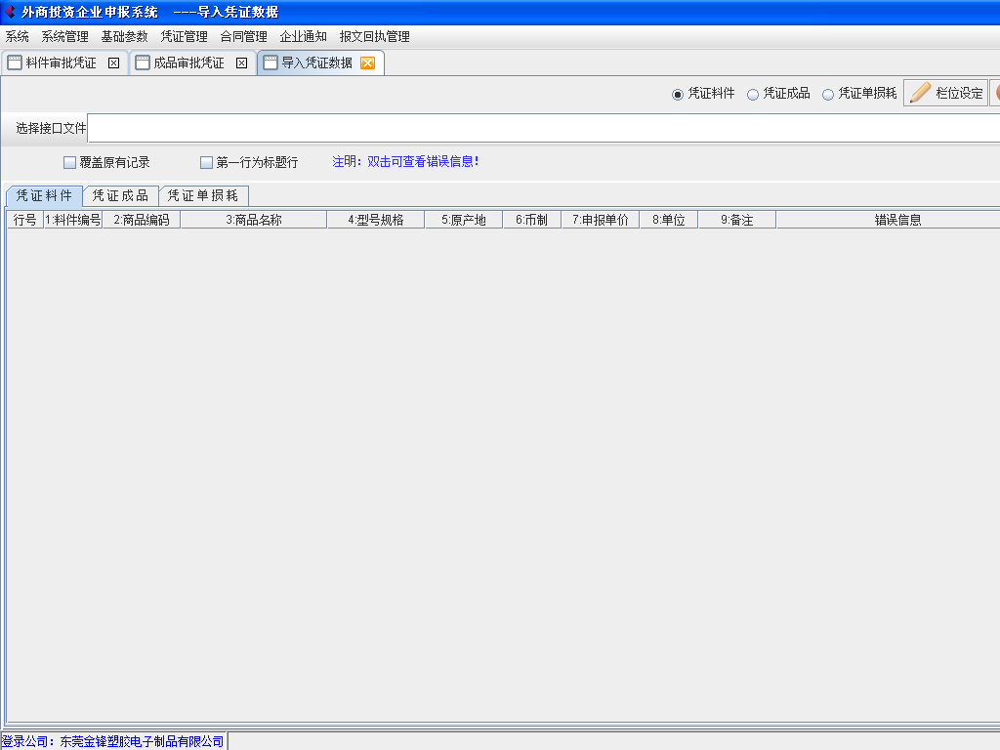 外商投资企业申报系统 ---导入凭证数据
系统 系统管理 基础参数 凭证管理 合同管理 企业通知 报文回执管理
料件审批凭证 成品审批凭证 导入凭证数据
凭证料件 凭证成品 凭证单损耗 栏位设定
选择接口文件
覆盖原有记录 第一行为标题行 注明：双击可查看错误信息!
凭证料件 凭证成品 凭证单损耗
行号 1:料件编号 2:商品编码 3:商品名称 4:型号规格 5:原产地 6:币制 7:申报单价 8:单位 9:备注 错误信息
登录公司：东莞金锋塑胶电子制品有限公司